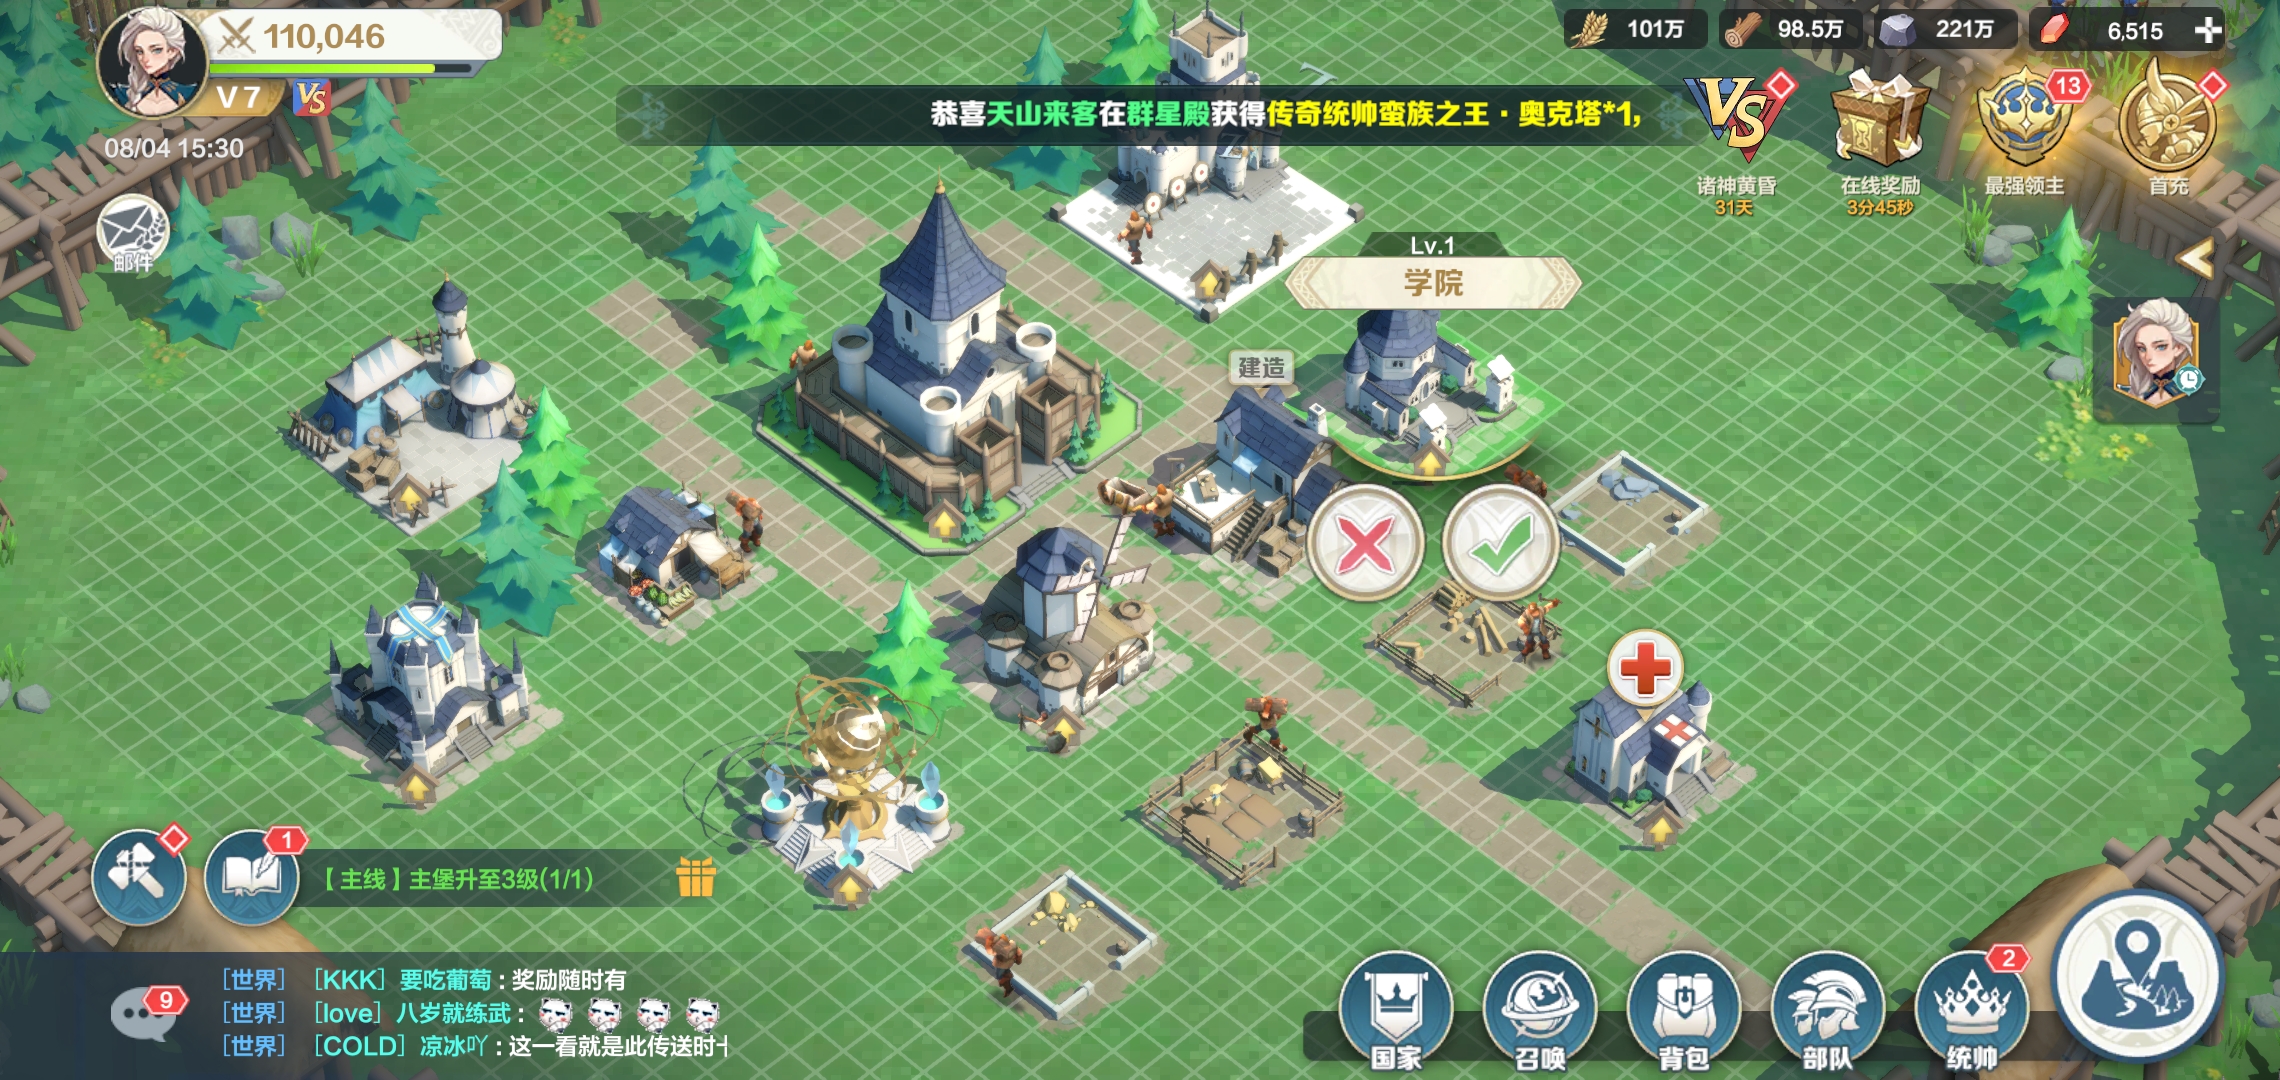 110,046
101万
98.5万
221万
6,515
V 7
VS
08/04 15:30
恭喜天山来客在群星殿获得传奇统帅蛮族之王·奥克塔*1,
VS
13
诸神黄昏
31天
在线奖励
3分45秒
最强领主
首充
邮件
Lv.1
学院
建造
1
【主线】主堡升至3级(1/1)
9
[世界] [KKK] 要吃葡萄：奖励随时有
[世界] [love] 八岁就练武：
[世界] [COLD] 凉冰吖：这一看就是此传送时
2
国家
召唤
背包
部队
统帅